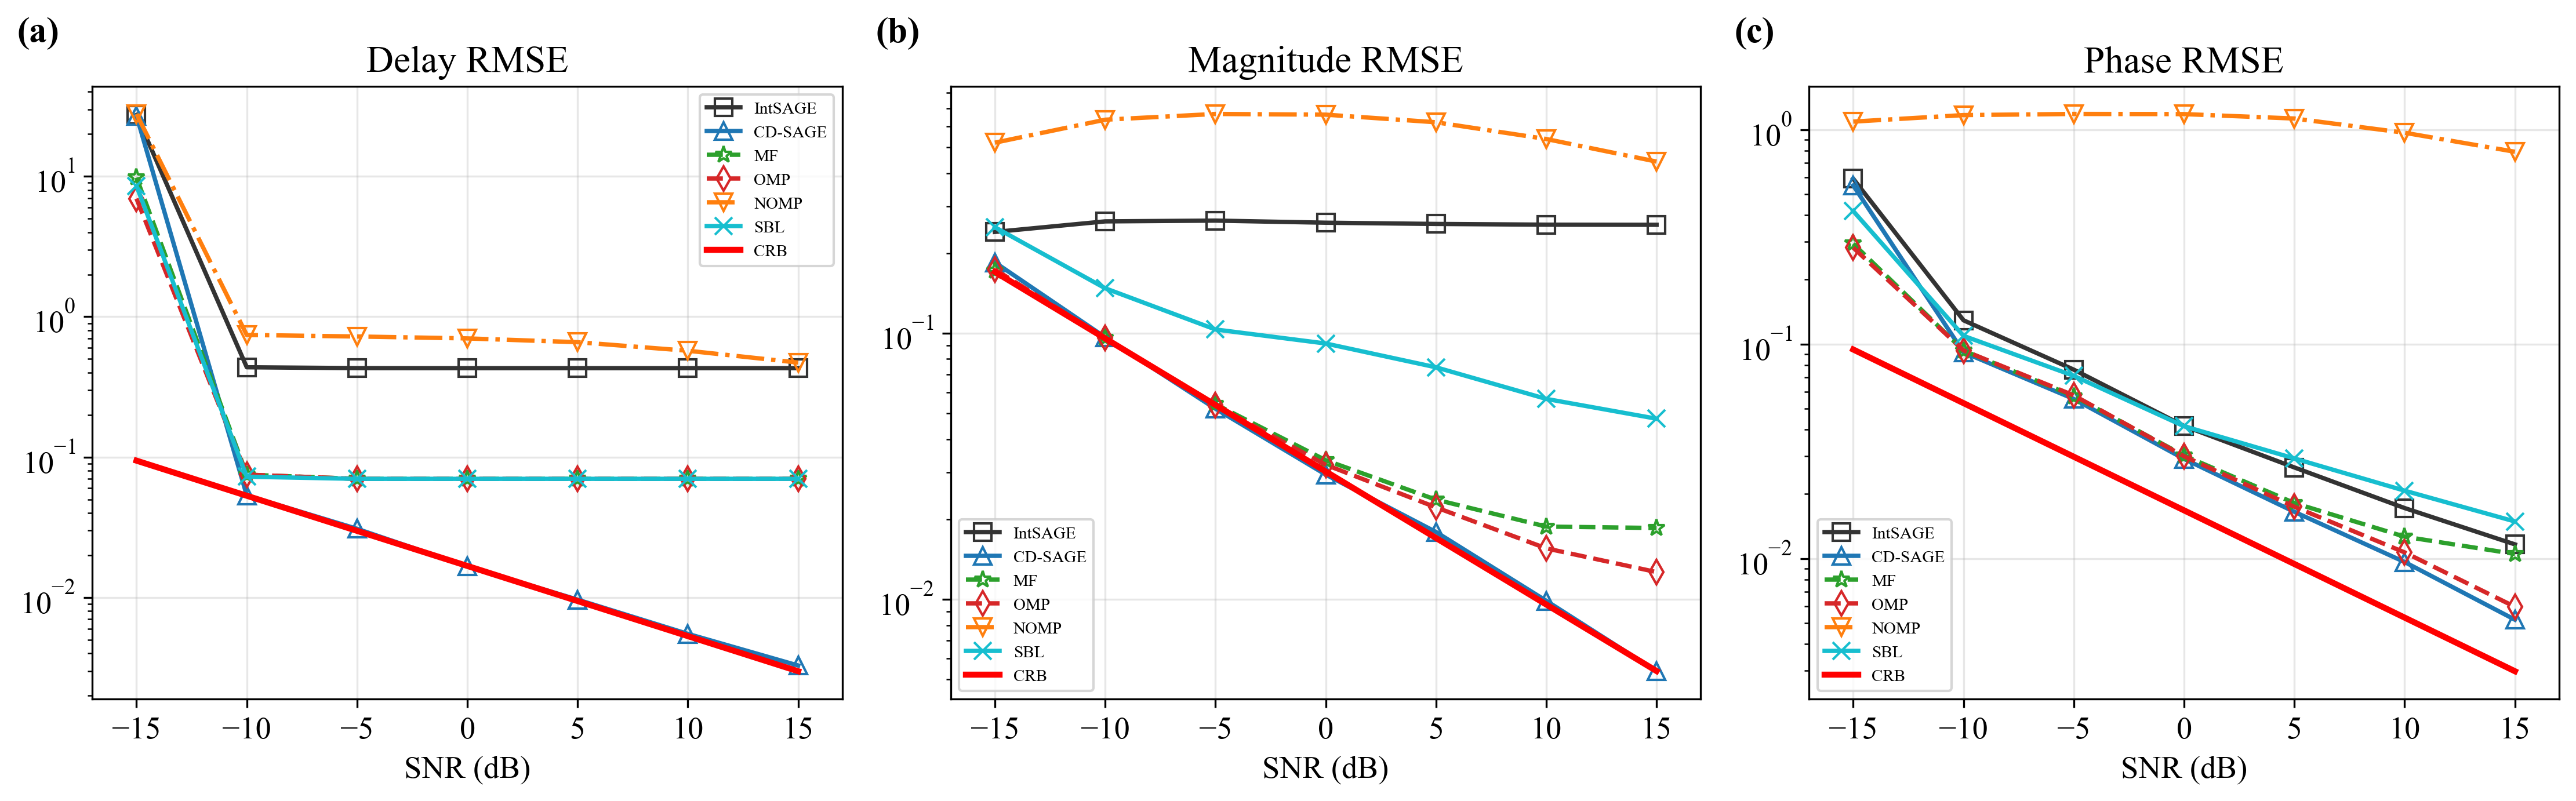 (a)
Delay RMSE
10^1
10^0
10^−1
10^−2
−15 −10 −5 0 5 10 15
SNR (dB)
IntSAGE
CD-SAGE
MF
OMP
NOMP
SBL
CRB
(b)
Magnitude RMSE
10^−1
10^−2
−15 −10 −5 0 5 10 15
SNR (dB)
IntSAGE
CD-SAGE
MF
OMP
NOMP
SBL
CRB
(c)
Phase RMSE
10^0
10^−1
10^−2
−15 −10 −5 0 5 10 15
SNR (dB)
IntSAGE
CD-SAGE
MF
OMP
NOMP
SBL
CRB